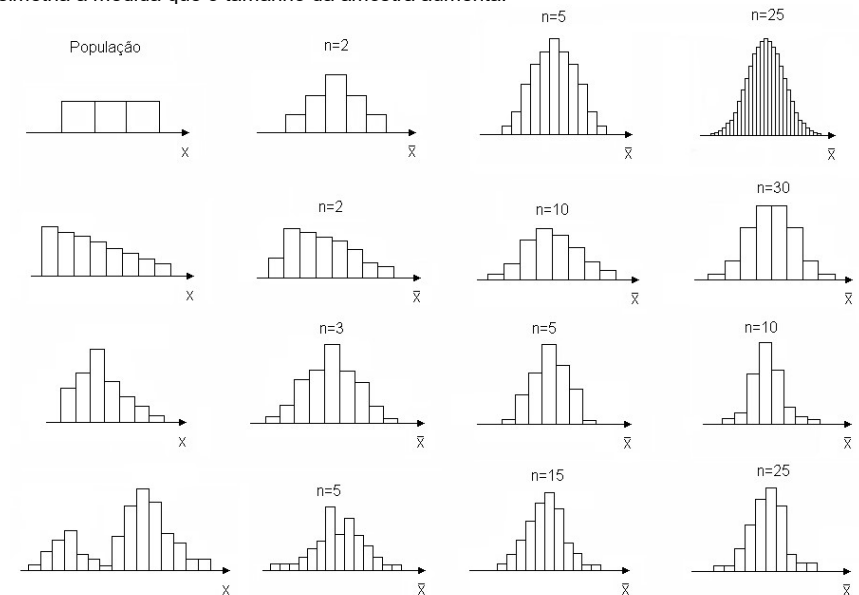 à medida que o tamanho da amostra aumenta.
População
n=2
n=5
n=25
X
X̅
X̅
X̅
n=2
n=10
n=30
X
X̅
X̅
X̅
n=3
n=5
n=10
X
X̅
X̅
X̅
n=5
n=15
n=25
X
X̅
X̅
X̅